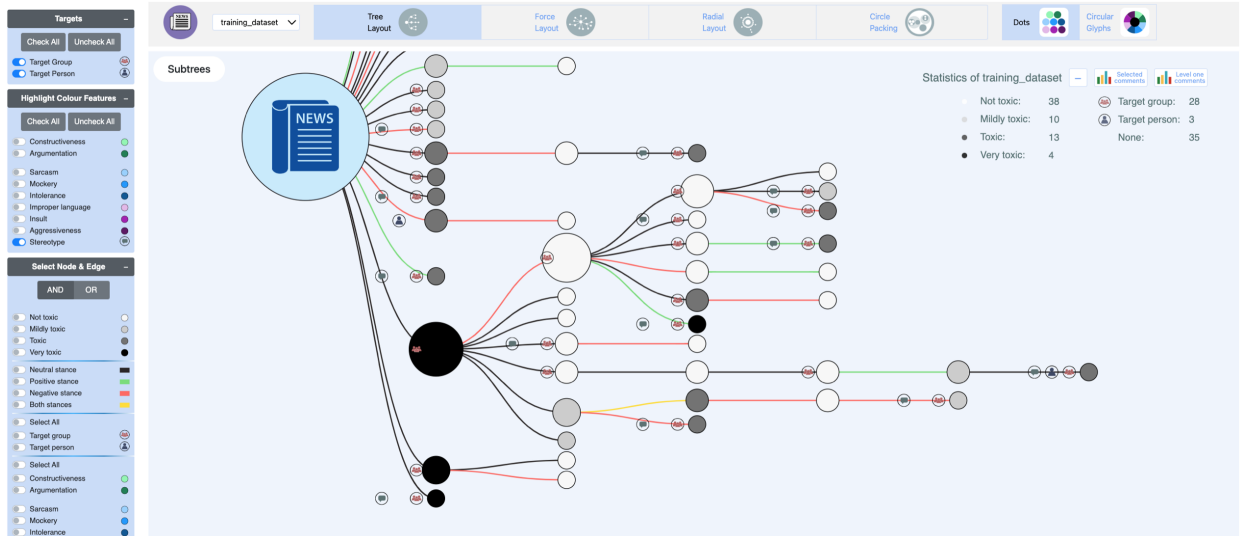 Targets −
Check All Uncheck All
Target Group
Target Person
Highlight Colour Features −
Check All Uncheck All
Constructiveness
Argumentation
Sarcasm
Mockery
Intolerance
Improper language
Insult
Aggressiveness
Stereotype
Select Node & Edge −
AND OR
Not toxic
Mildly toxic
Toxic
Very toxic
Neutral stance
Positive stance
Negative stance
Both stances
Select All
Target group
Target person
Select All
Constructiveness
Argumentation
Sarcasm
Mockery
Intolerance
NEWS
training_dataset
Tree
Layout
Force
Layout
Radial
Layout
Circle
Packing
Dots
Circular
Glyphs
Subtrees
NEWS
Statistics of training_dataset −
Selected
comments
Level one
comments
Not toxic: 38
Mildly toxic: 10
Toxic: 13
Very toxic: 4
Target group: 28
Target person: 3
None: 35